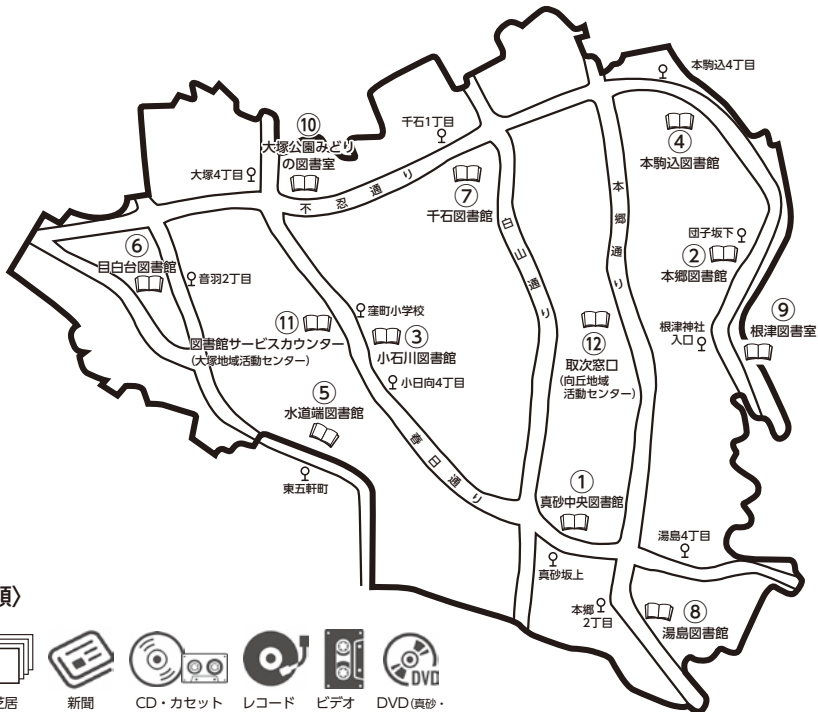 本駒込4丁目
④
本駒込図書館
千石1丁目
⑩
大塚公園みどり
の図書室
大塚4丁目
不忍通り
⑦
千石図書館
白山通り
本郷通り
団子坂下
②
本郷図書館
⑥
目白台図書館
音羽2丁目
⑨
根津図書室
根津神社
入口
窪町小学校
⑪
図書館サービスカウンター
(大塚地域活動センター)
③
小石川図書館
小日向4丁目
⑫
取次窓口
(向丘地域
活動センター)
⑤
水道端図書館
春日通り
東五軒町
①
真砂中央図書館
真砂坂上
湯島4丁目
本郷
2丁目
⑧
湯島図書館
新聞
CD・カセット
レコード
ビデオ
DVD
DVD(真砂・